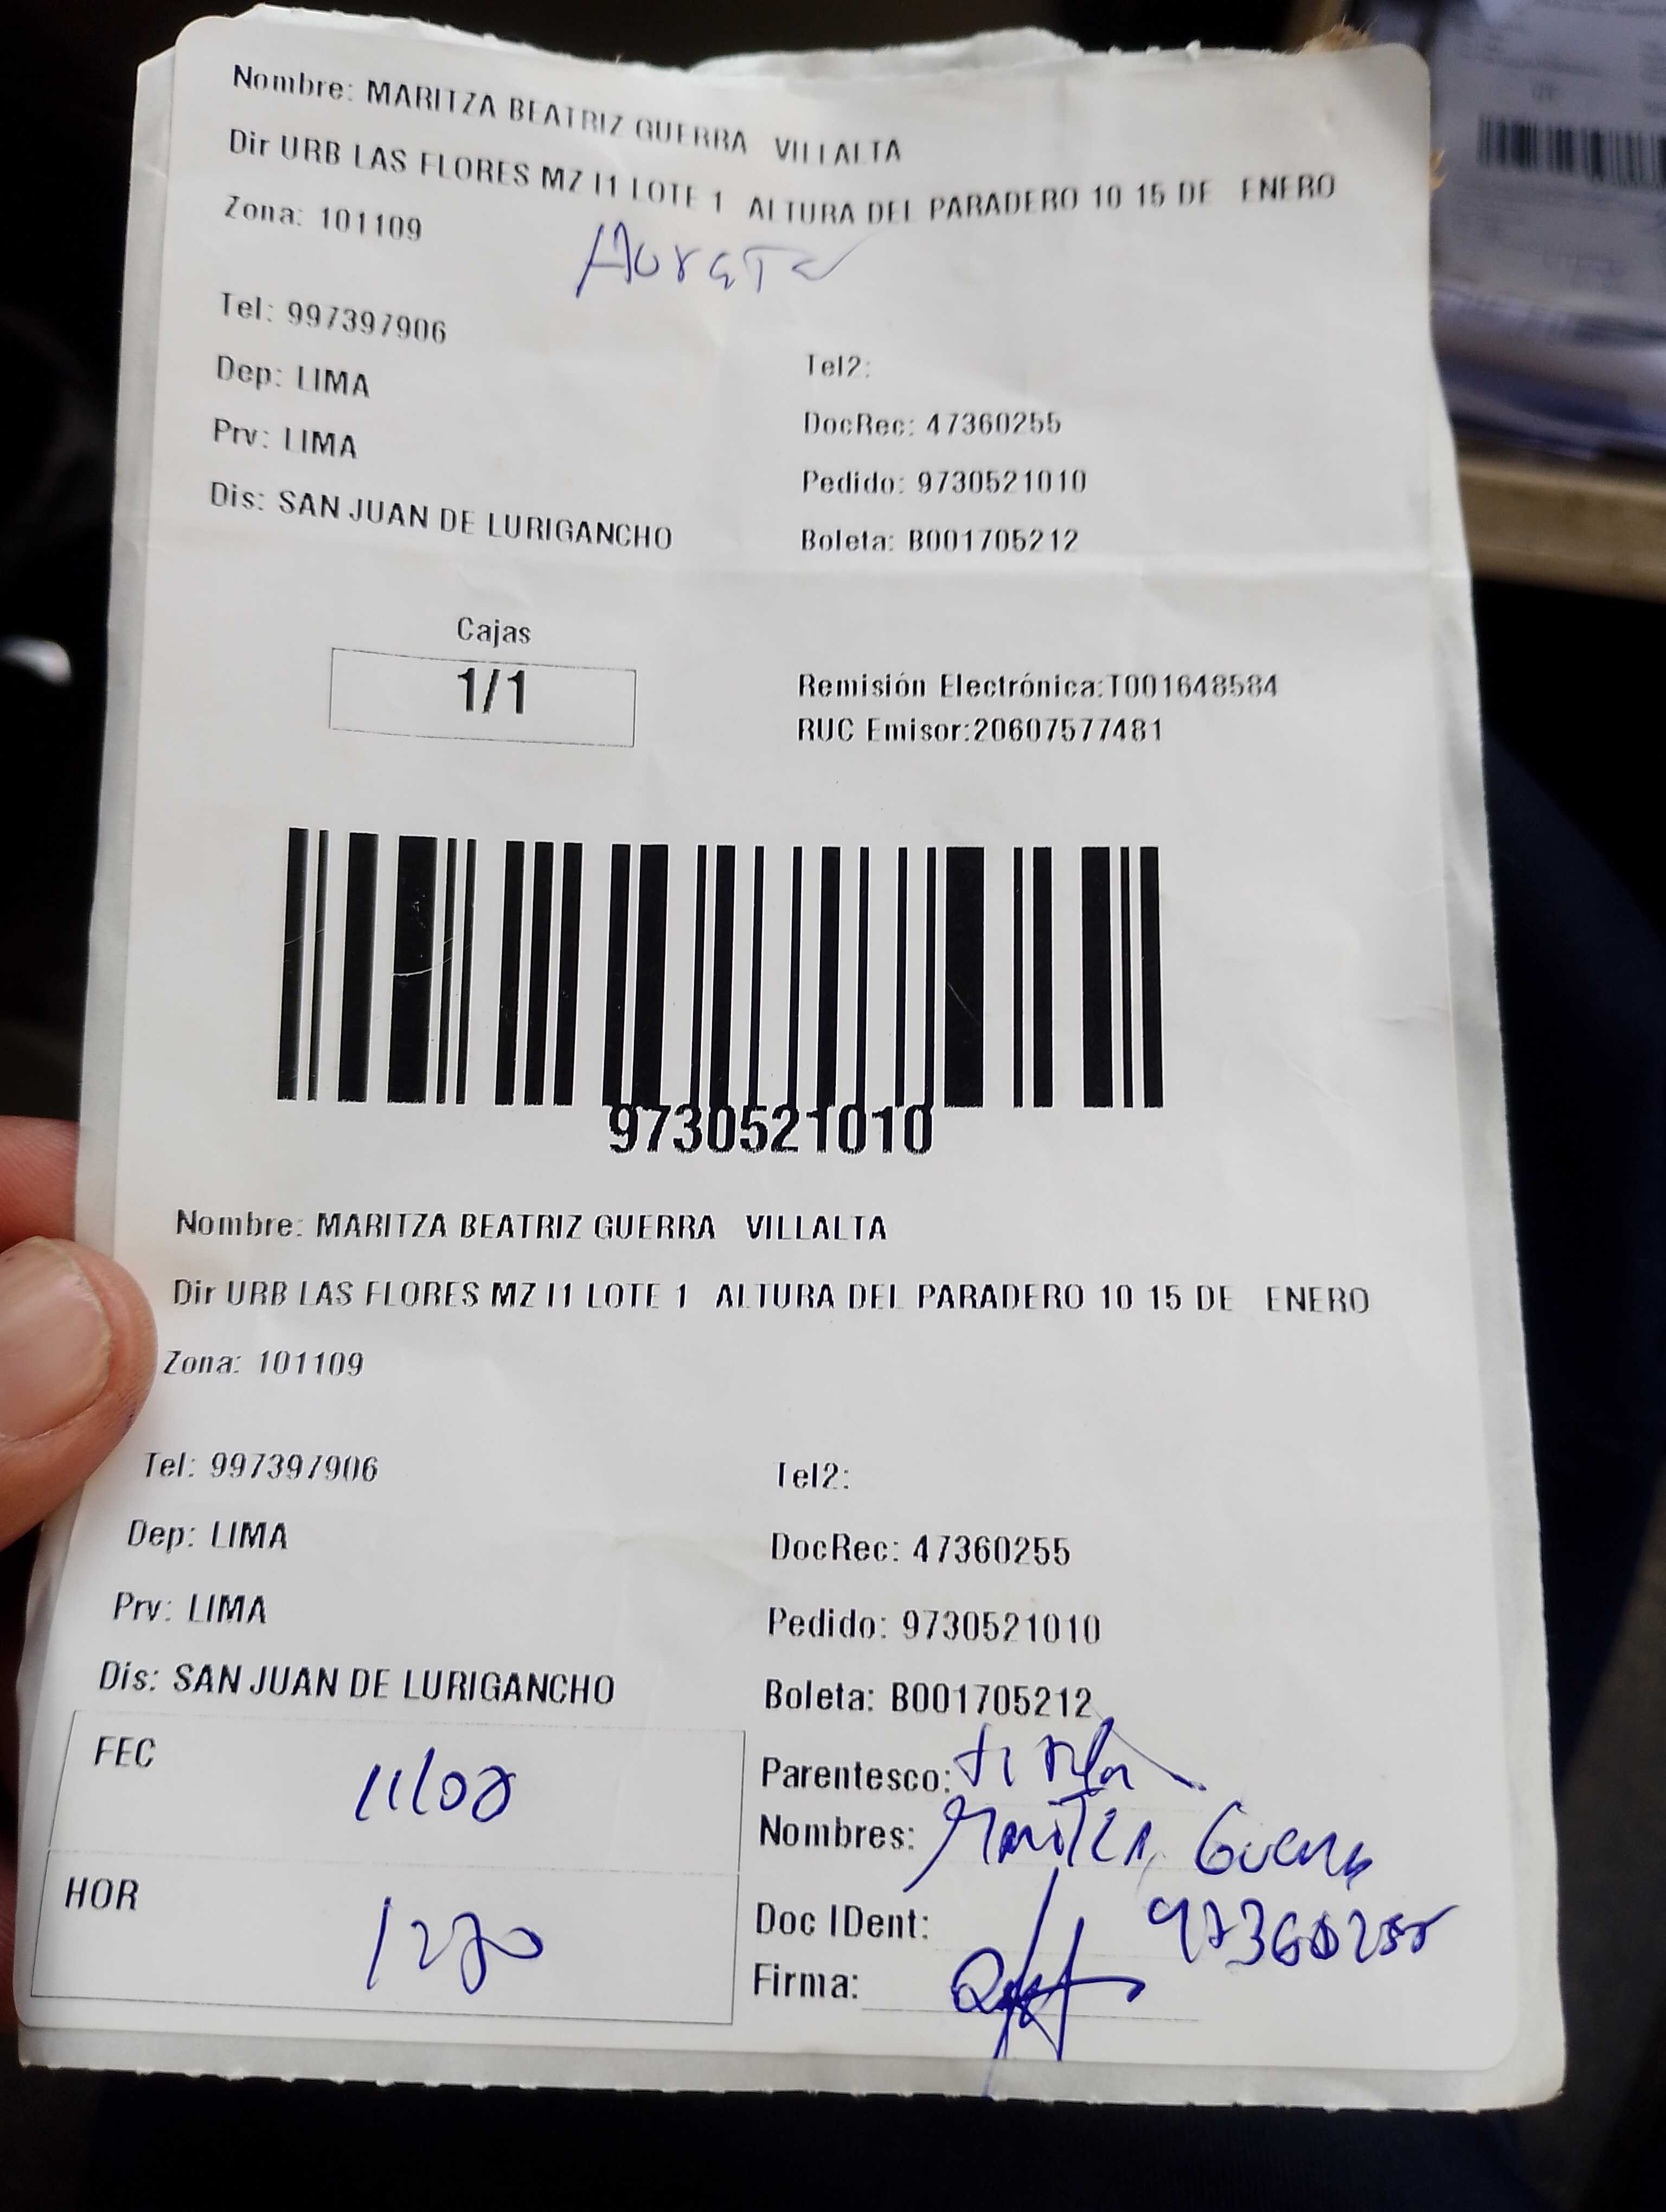 Nombre: MARITZA BEATRIZ GUERRA VILLALTA
Dir URB LAS FLORES MZ I1 LOTE 1 ALTURA DEL PARADERO 10 15 DE ENERO
Zona: 101109
Tel: 997397906
Tel2:
Dep: LIMA
DocRec: 47360255
Prv: LIMA
Pedido: 9730521010
Dis: SAN JUAN DE LURIGANCHO
Boleta: B001705212
Cajas
1/1
Remisión Electrónica:T001648584
RUC Emisor:20607577481
9730521010
Nombre: MARITZA BEATRIZ GUERRA VILLALTA
Dir URB LAS FLORES MZ I1 LOTE 1 ALTURA DEL PARADERO 10 15 DE ENERO
Zona: 101109
Tel: 997397906
Tel2:
Dep: LIMA
DocRec: 47360255
Prv: LIMA
Pedido: 9730521010
Dis: SAN JUAN DE LURIGANCHO
Boleta: B001705212
FEC 11/08
Parentesco:
Nombres: Maritza Guerra
HOR
Doc IDent:
Firma: